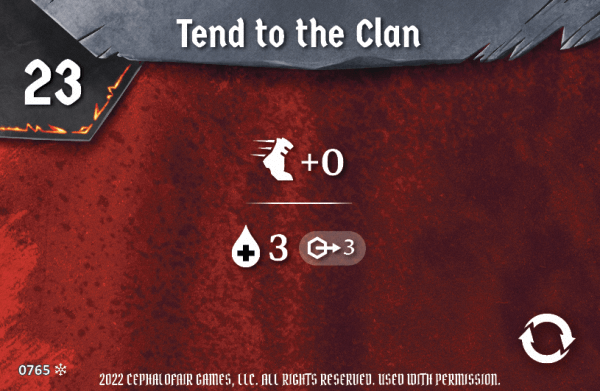 Tend to the Clan
23
+0
3 3
0765
2022 CEPHALOFAIR GAMES, LLC. ALL RIGHTS RESERVED. USED WITH PERMISSION.